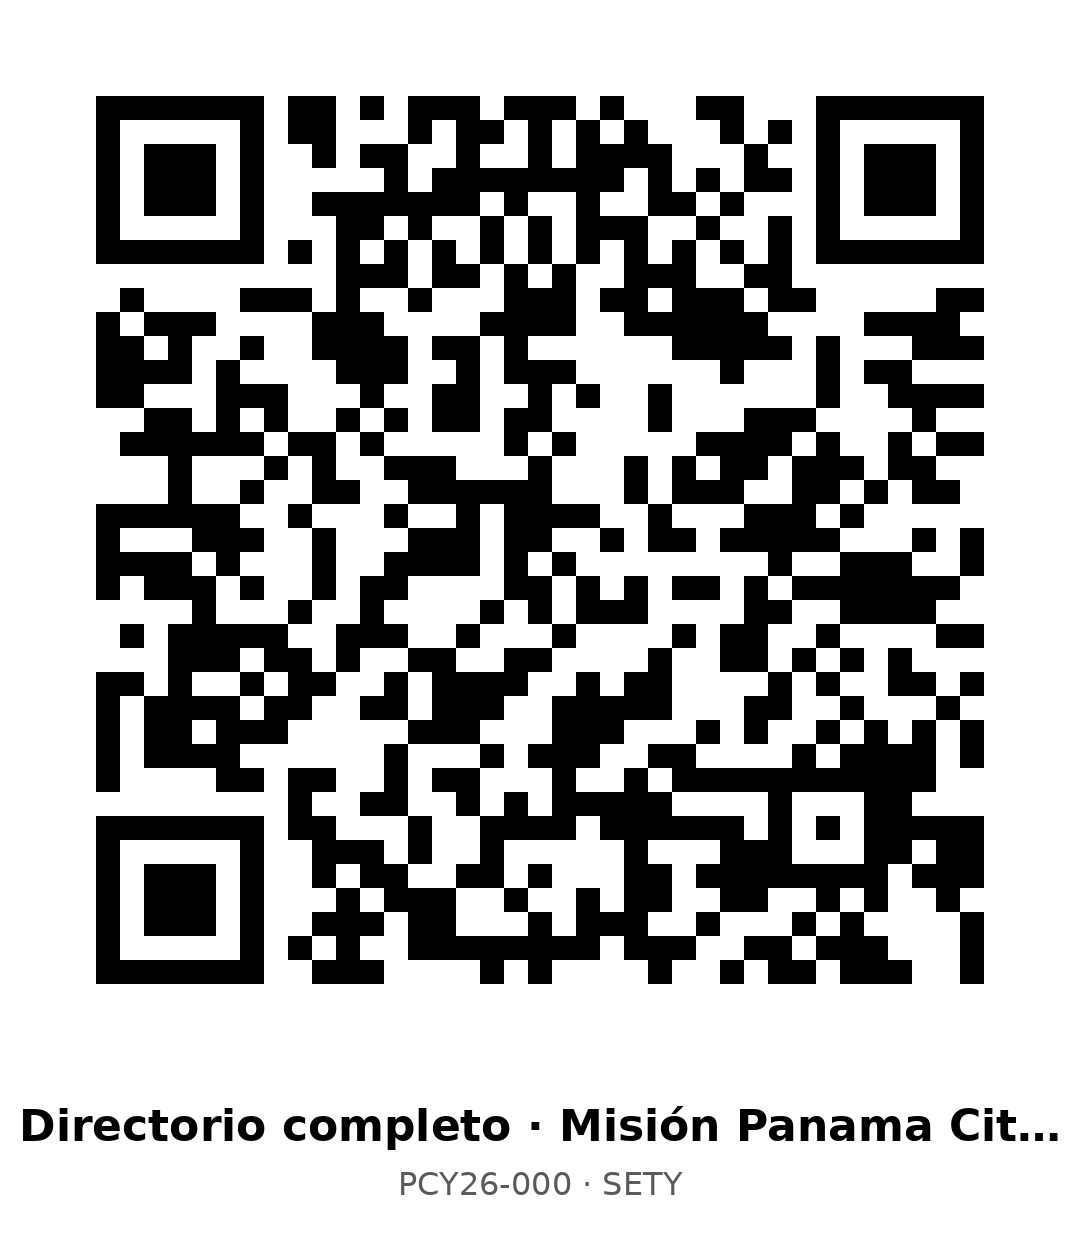 Directorio completo · Misión Panama Cit…
PCY26-000 · SETY